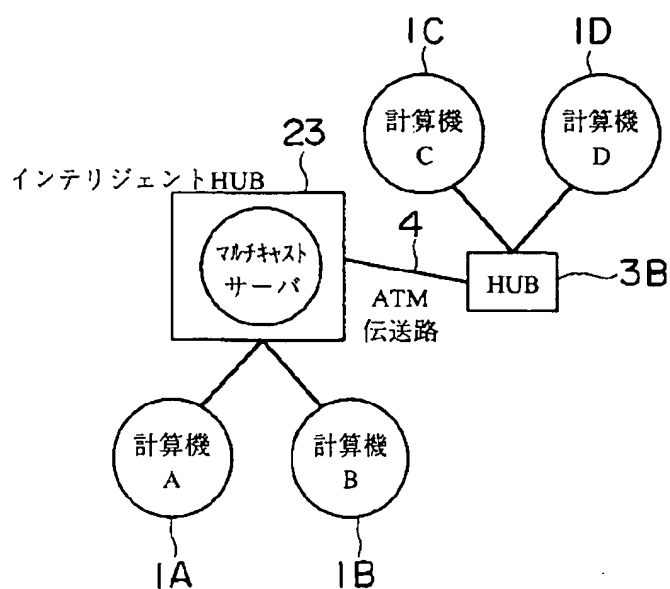 1C
1D
計算機
C
計算機
D
23
インテリジェントHUB
マルチキャスト
サーバ
4
HUB
3B
ATM
伝送路
計算機
A
計算機
B
1A
1B